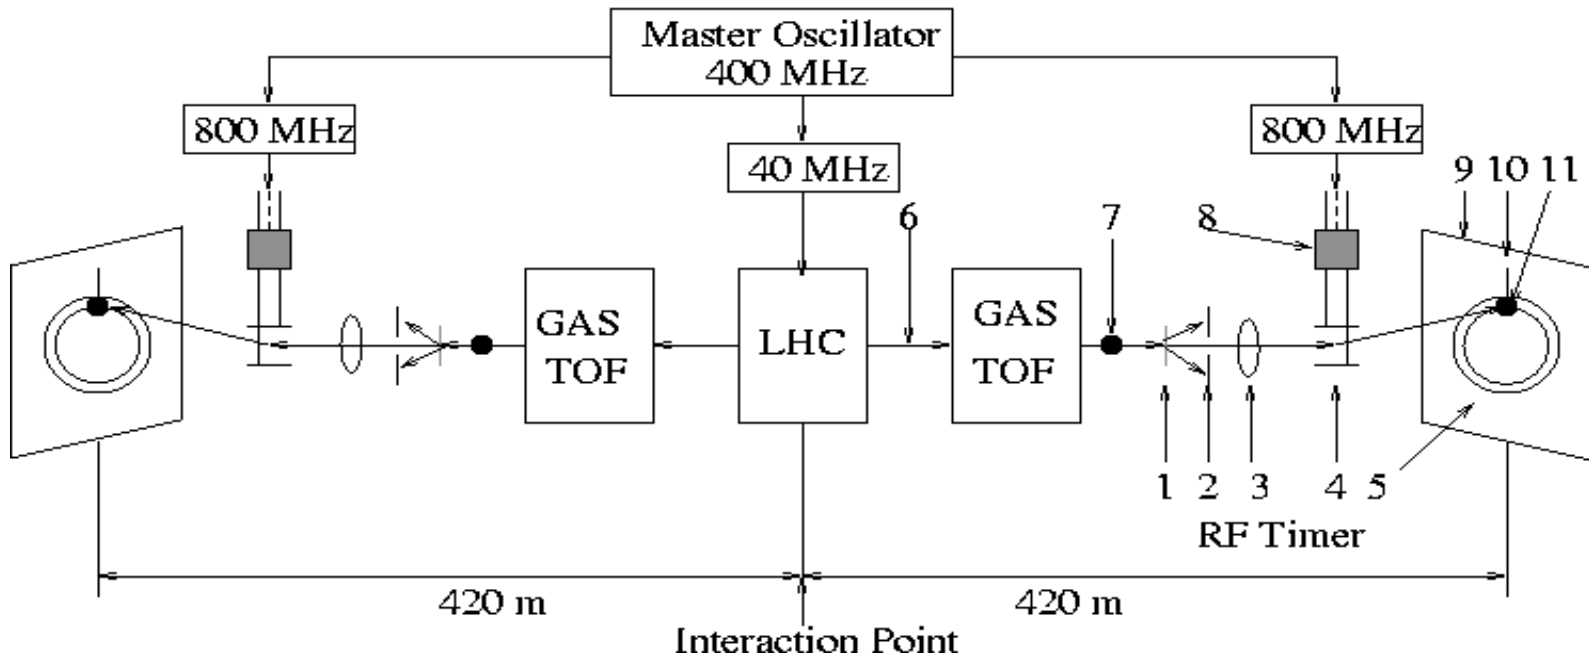 Master Oscillator
400 MHz
800 MHz
800 MHz
40 MHz
9 10 11
6
7
8
GAS
TOF
LHC
GAS
TOF
1 2 3 4 5
RF Timer
420 m
420 m
Interaction Point